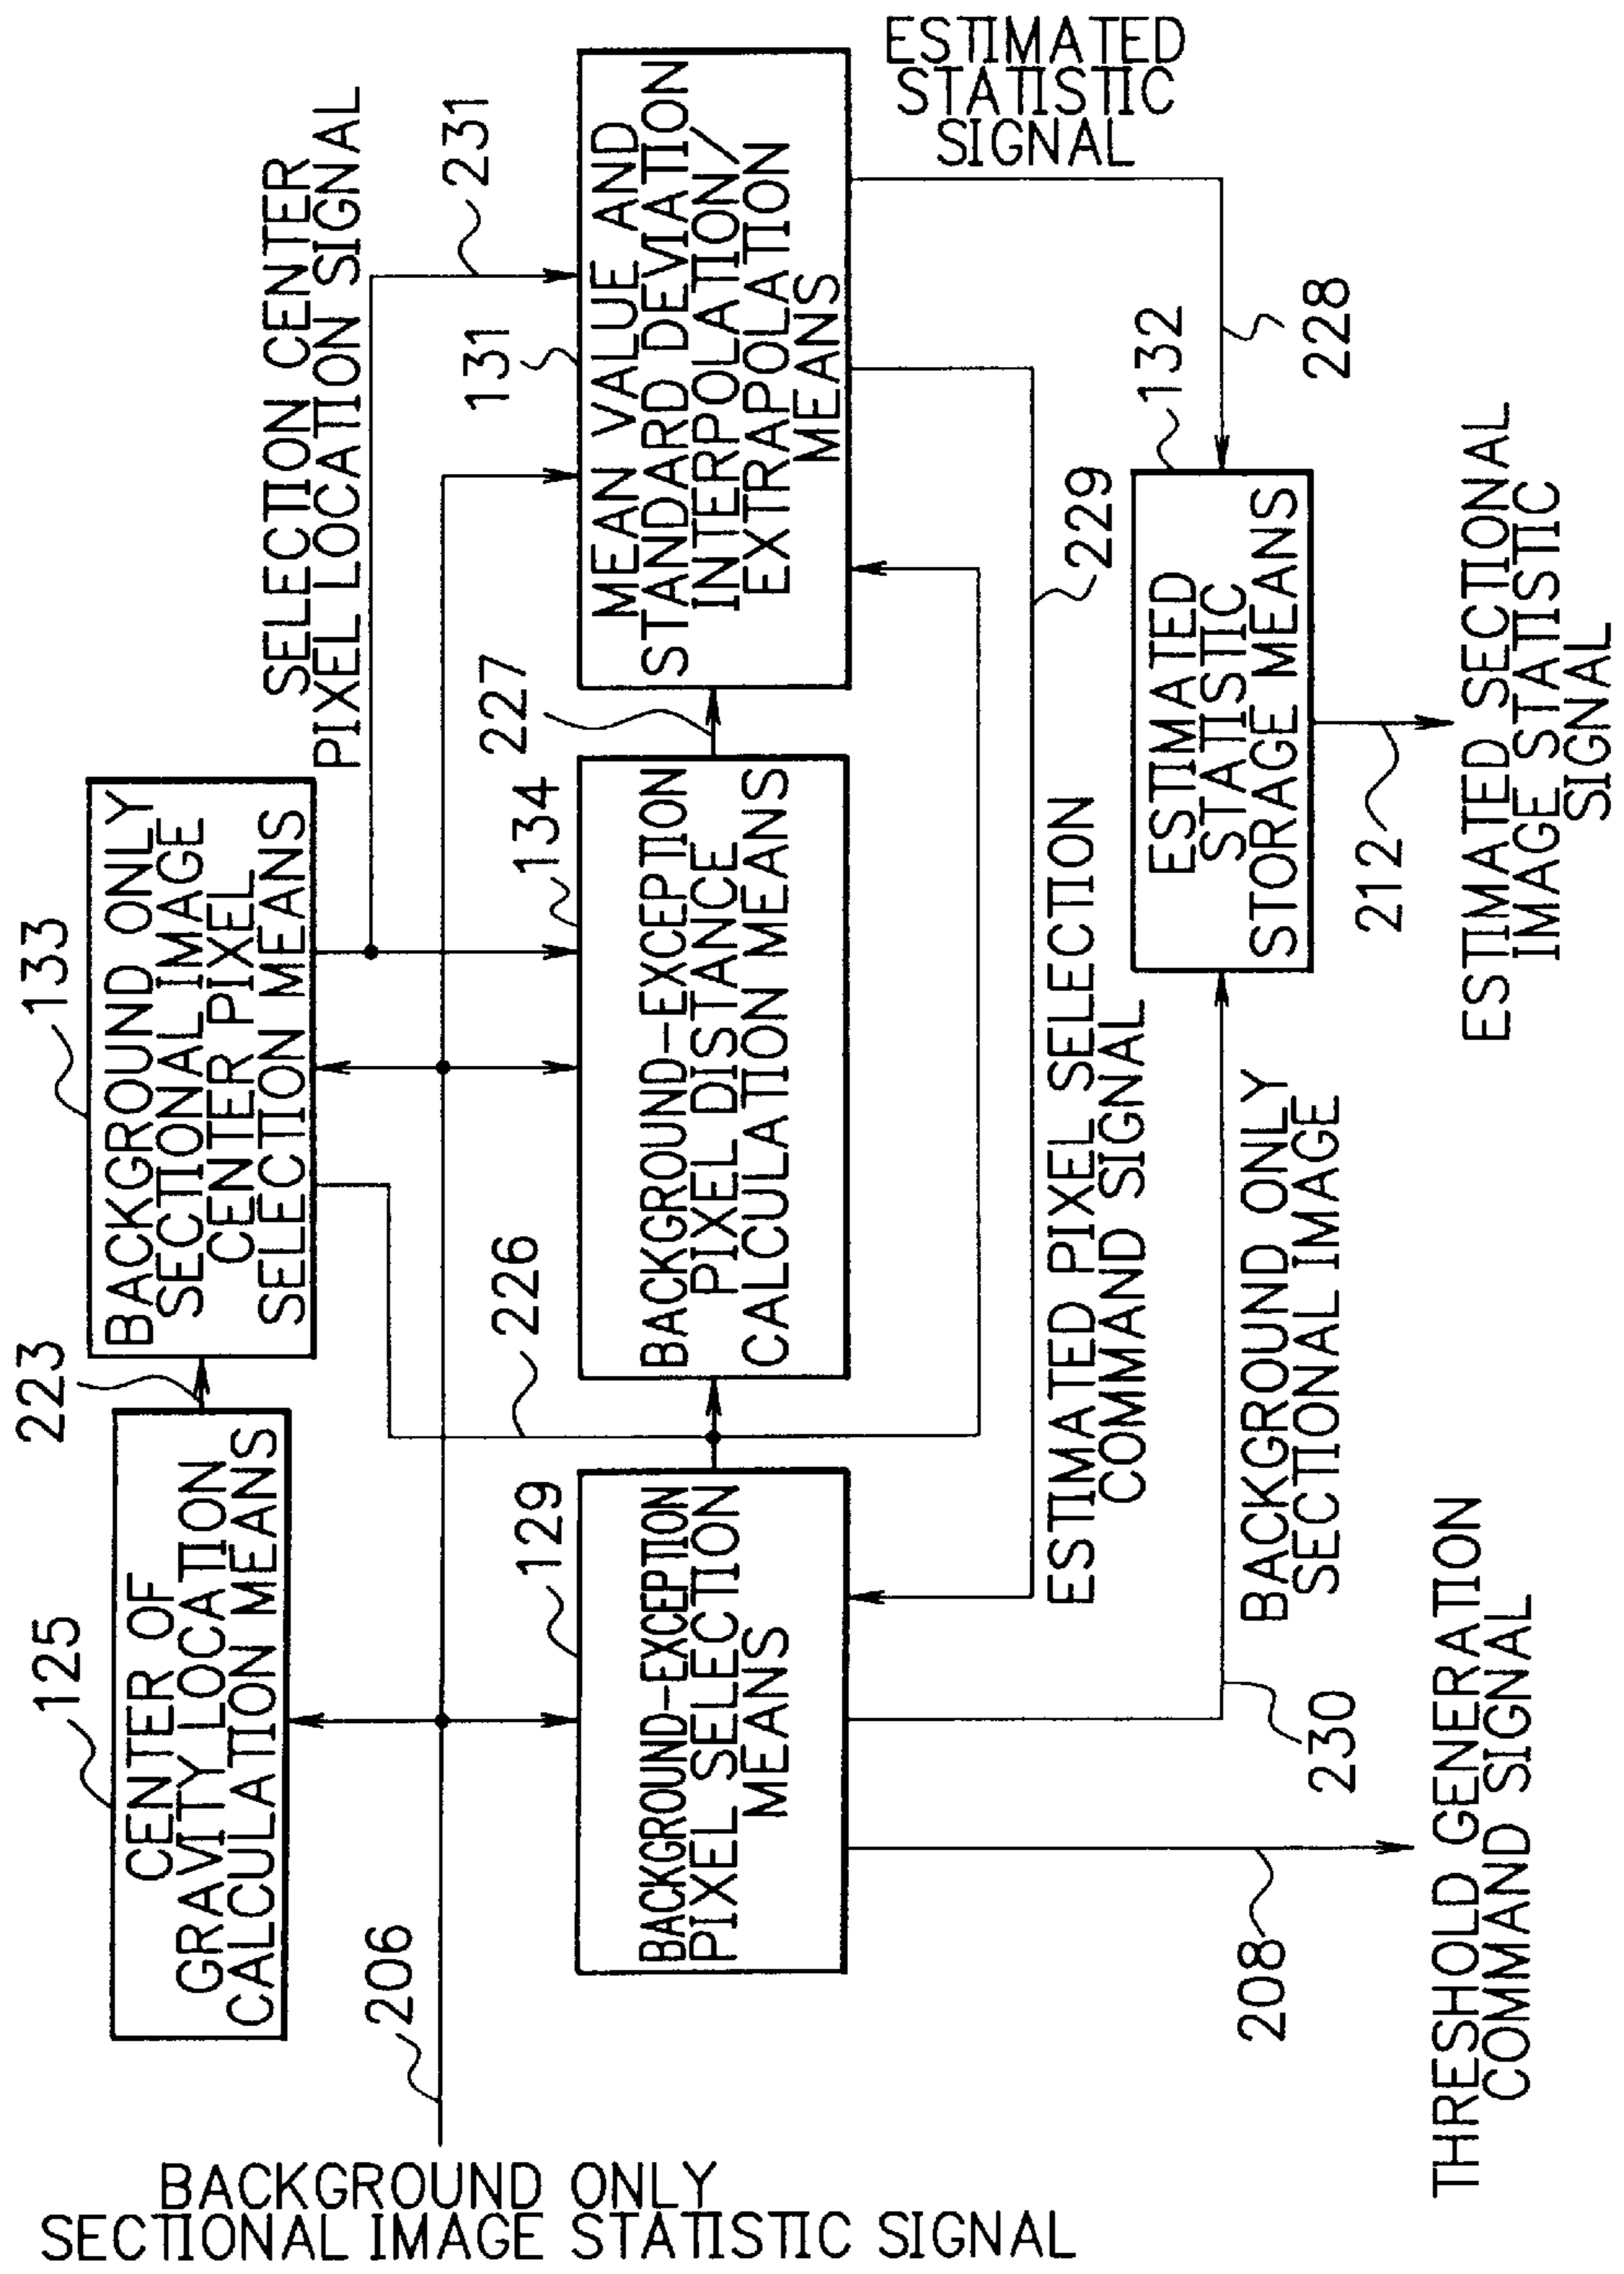 BACKGROUND ONLY
SECTIONAL IMAGE STATISTIC SIGNAL
206
125
CENTER OF
GRAVITY LOCATION
CALCULATION MEANS
223
133
BACKGROUND ONLY
SECTIONAL IMAGE
CENTER PIXEL
SELECTION MEANS
SELECTION CENTER
PIXEL LOCATION SIGNAL
231
129
BACKGROUND-EXCEPTION
PIXEL SELECTION
MEANS
226
134
BACKGROUND-EXCEPTION
PIXEL DISTANCE
CALCULATION MEANS
227
131
MEAN VALUE AND
STANDARD DEVIATION
INTERPOLATION/
EXTRAPOLATION
MEANS
ESTIMATED
STATISTIC
SIGNAL
229
ESTIMATED PIXEL SELECTION
COMMAND SIGNAL
132
ESTIMATED
STATISTIC
STORAGE MEANS
228
BACKGROUND ONLY
SECTIONAL IMAGE
230
208
THRESHOLD GENERATION
COMMAND SIGNAL
212
ESTIMATED SECTIONAL
IMAGE STATISTIC
SIGNAL